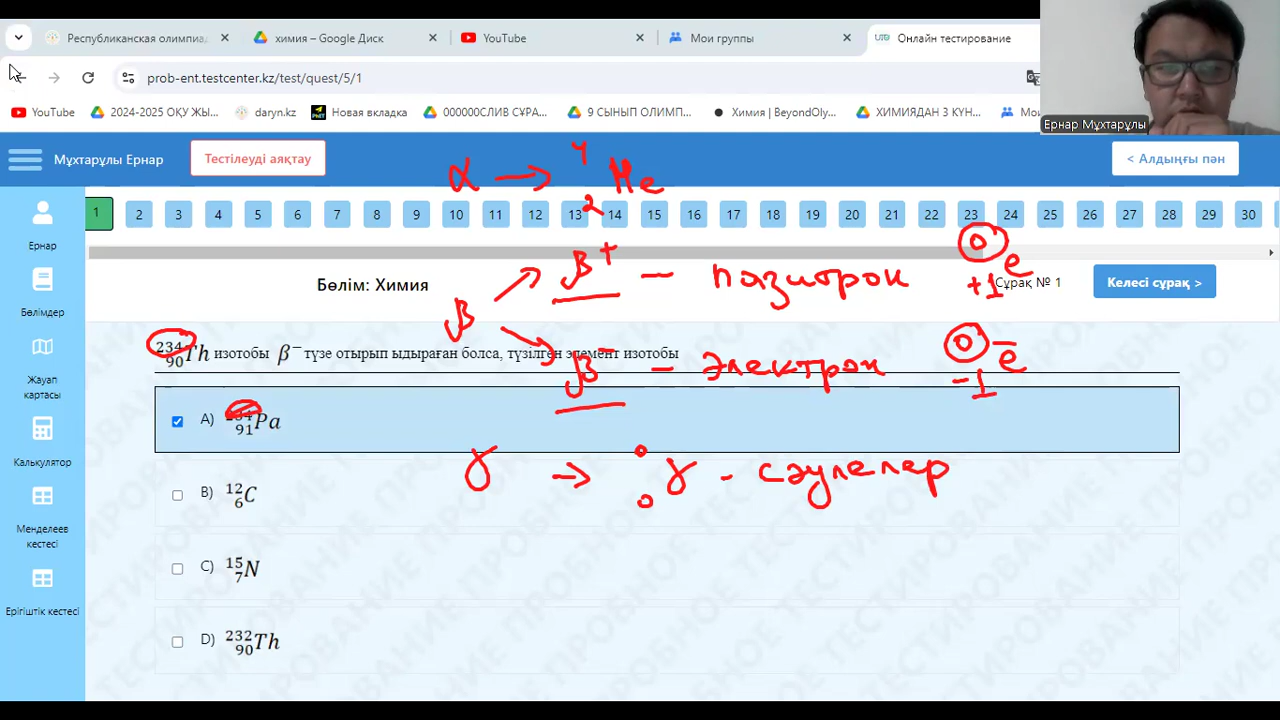 Республиканская олимпиад
химия – Google Диск
YouTube
Мои группы
Онлайн тестирование
prob-ent.testcenter.kz/test/quest/5/1
YouTube
2024-2025 ОҚУ ЖЫ...
daryn.kz
Новая вкладка
000000СЛИВ СҰРА...
9 СЫНЫП ОЛИМП...
Химия | BeyondOly...
ХИМИЯДАН 3 КҮН...
Ернар Мұхтарұлы
Мұхтарұлы Ернар
Тестілеуді аяқтау
< Алдыңғы пән
α → ⁴₂He
1 2 3 4 5 6 7 8 9 10 11 12 13 14 15 16 17 18 19 20 21 22 23 24 25 26 27 28 29 30
Ернар
Бөлімдер
Жауап картасы
Калькулятор
Менделеев кестесі
Ерігіштік кестесі
Бөлім: Химия
Сұрақ № 1
Келесі сұрақ >
β → β⁺ – позитрон ⁰₊₁e
β⁻ – электрон ⁰₋₁e̅
²³⁴₉₀Th изотобы β⁻ түзе отырып ыдыраған болса, түзілген элемент изотобы
A) ²³⁴₉₁Pa
γ → ⁰₀γ - сәулелер
B) ¹²₆C
C) ¹⁵₇N
D) ²³²₉₀Th